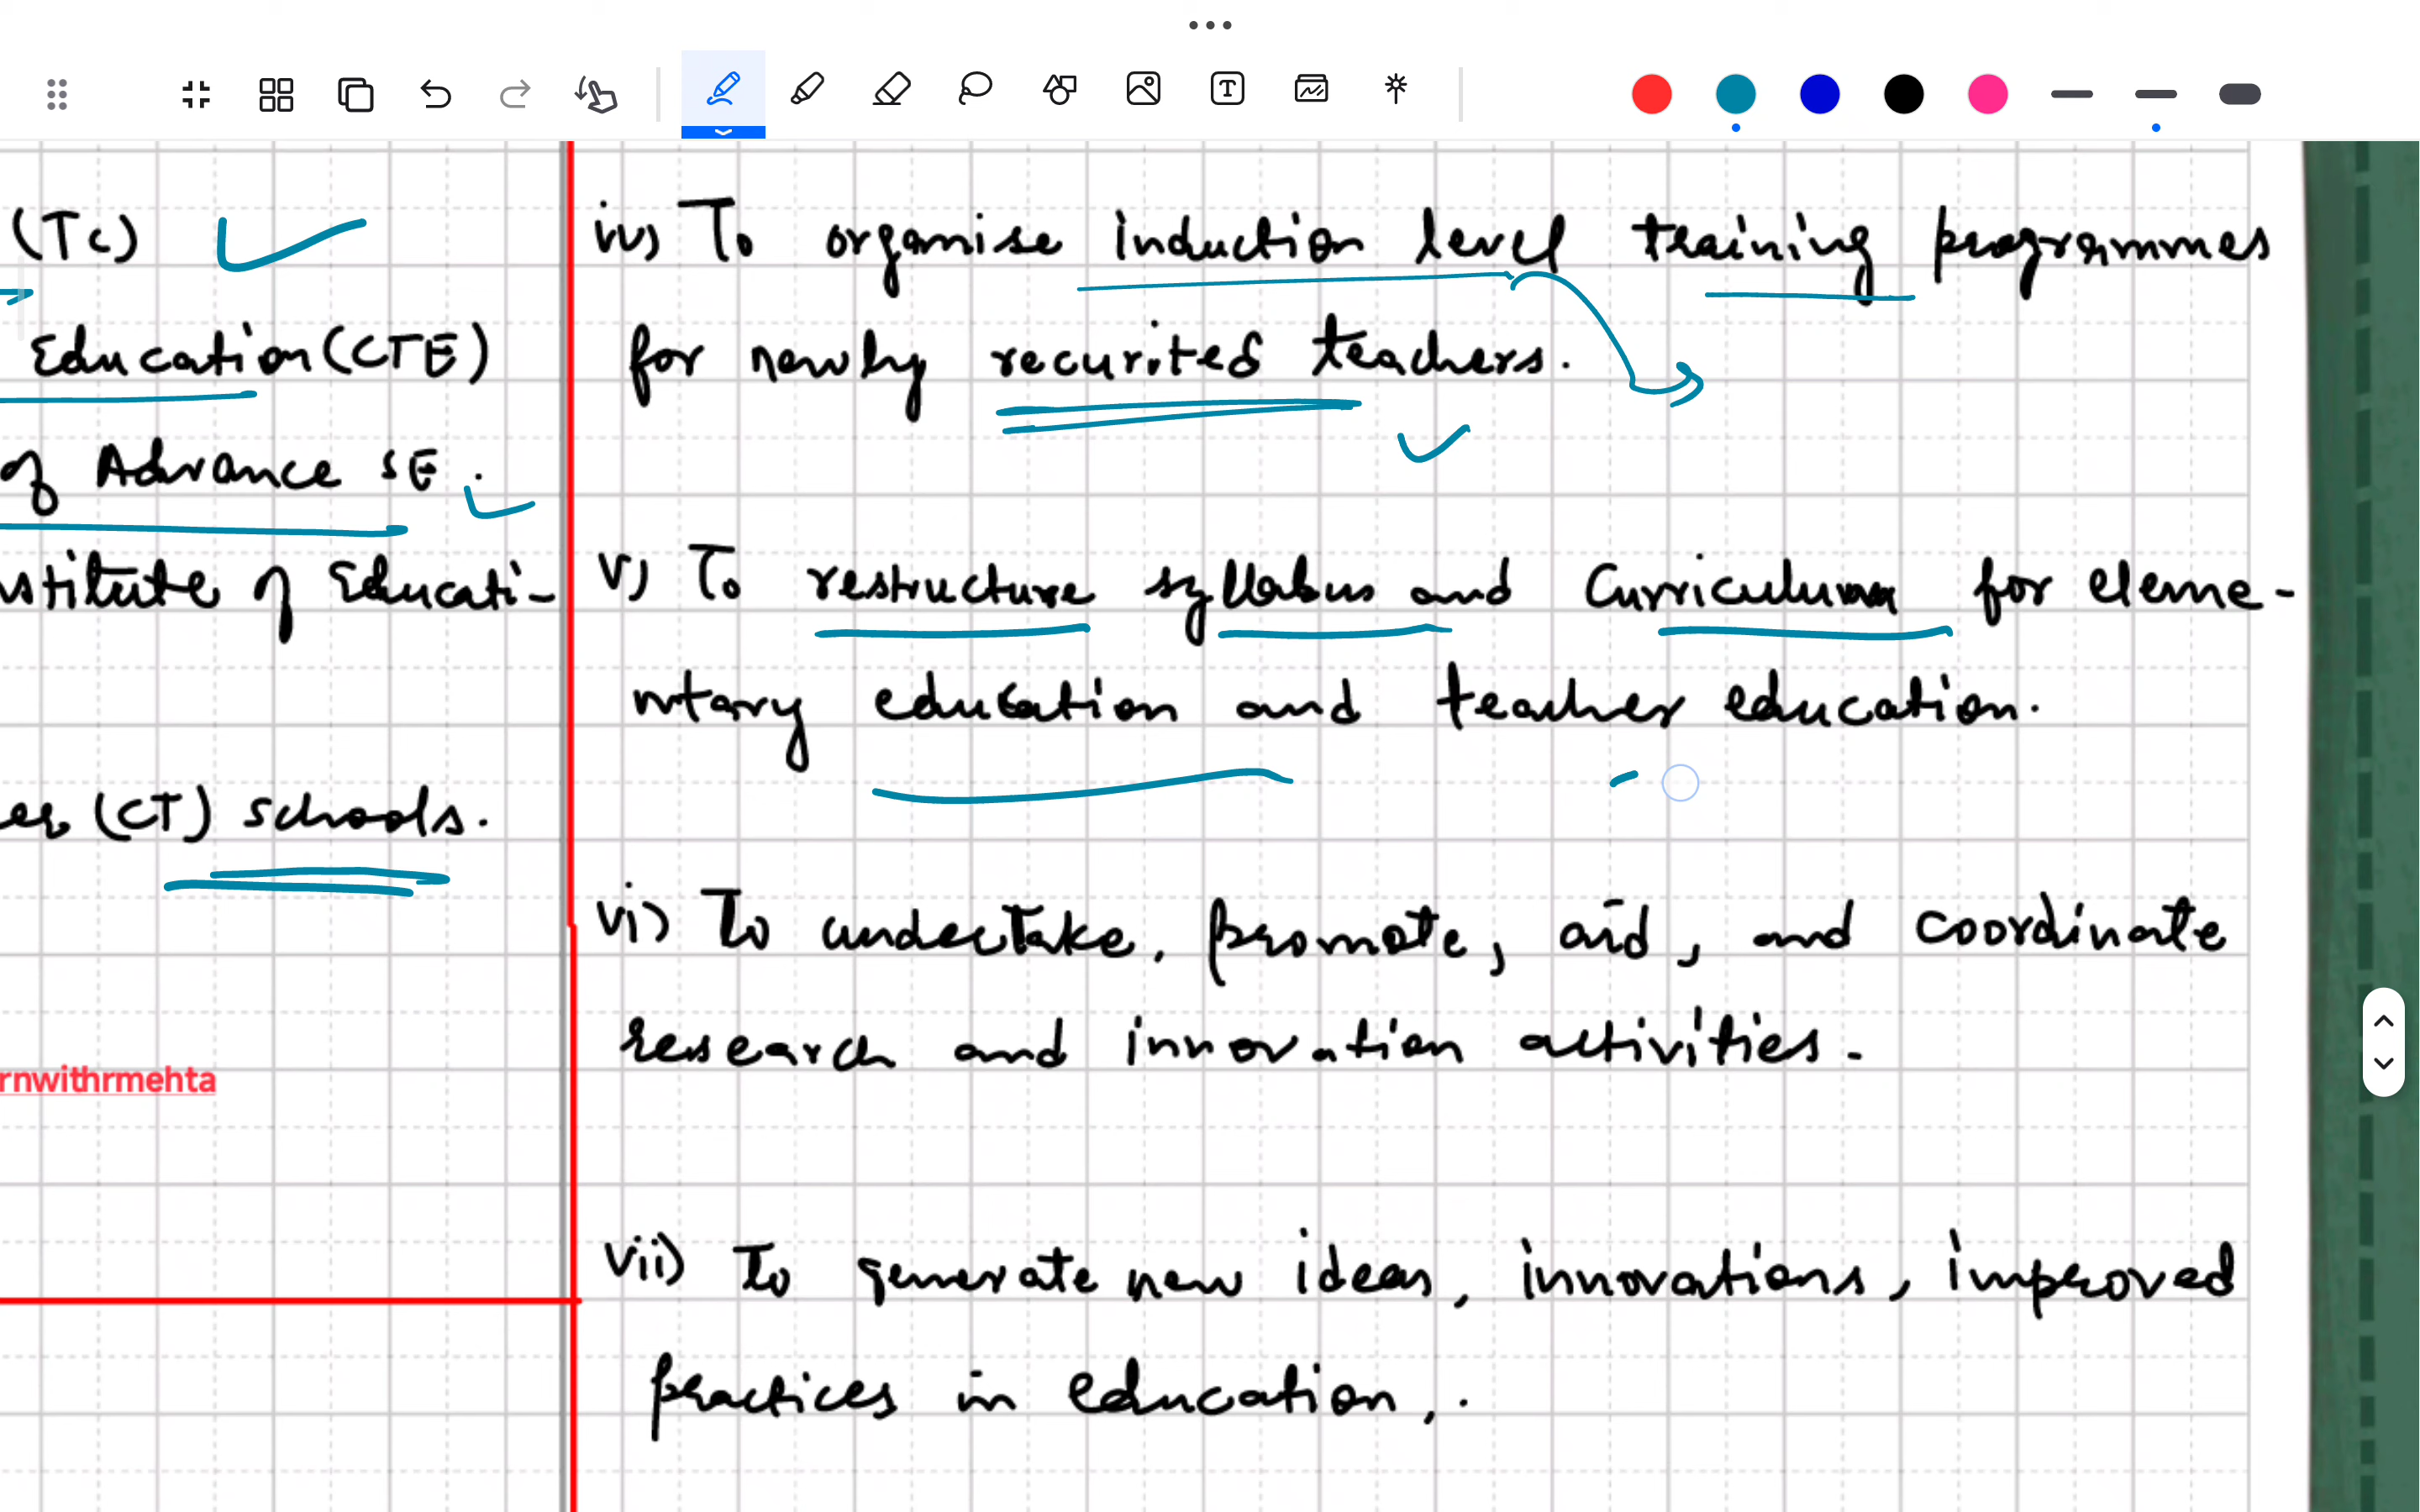 (Tc)
Education (CTE)
of Advance SE.
stitute of Educati-
(CT) schools.
rnwithrmehta
iv) To organise induction level training programmes
for newly recurited teachers.
v) To restructure syllabus and Curriculum for eleme-
ntary education and teacher education.
vi) To undertake, promote, aid, and coordinate
research and innovation activities.
vii) To generate new ideas, innovations, improved
practices in education,.